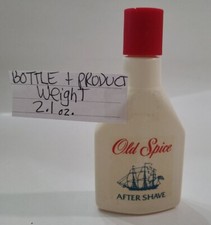 BOTTLE + PRODUCT
Weight
2.1 oz.
Old Spice
AFTER SHAVE